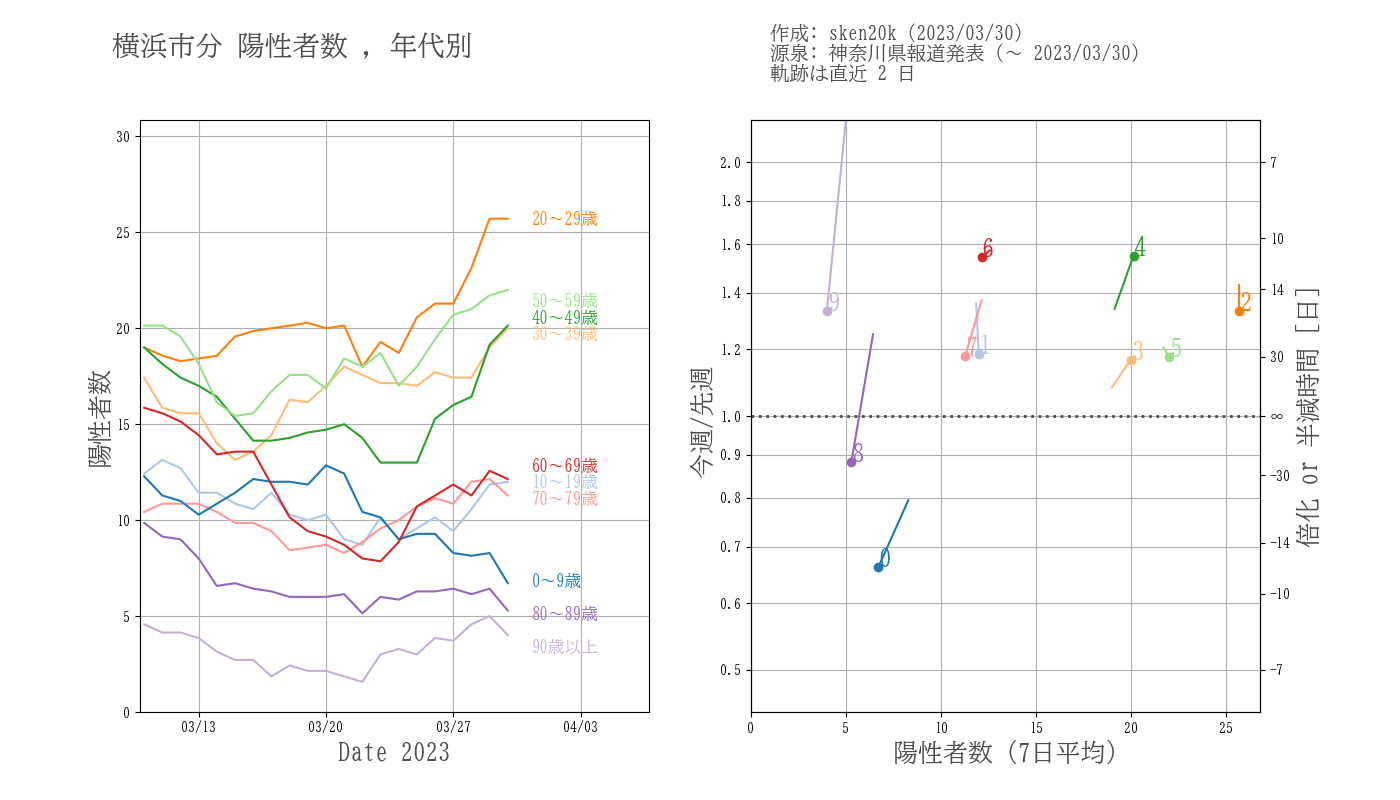 横浜市分 陽性者数 , 年代別
作成: sken20k (2023/03/30)
源泉: 神奈川県報道発表 (〜 2023/03/30)
軌跡は直近 2 日
陽性者数
30
25
20
15
10
5
0
03/13
03/20
03/27
04/03
Date 2023
20〜29歳
50〜59歳
40〜49歳
30〜39歳
60〜69歳
10〜19歳
70〜79歳
0〜9歳
80〜89歳
90歳以上
今週/先週
2.0
1.8
1.6
1.4
1.2
1.0
0.9
0.8
0.7
0.6
0.5
9
6
4
2
7
1
3
5
8
0
0
5
10
15
20
25
陽性者数 (7日平均)
7
10
14
30
∞
−30
−14
−10
−7
倍化 or 半減時間 [日]